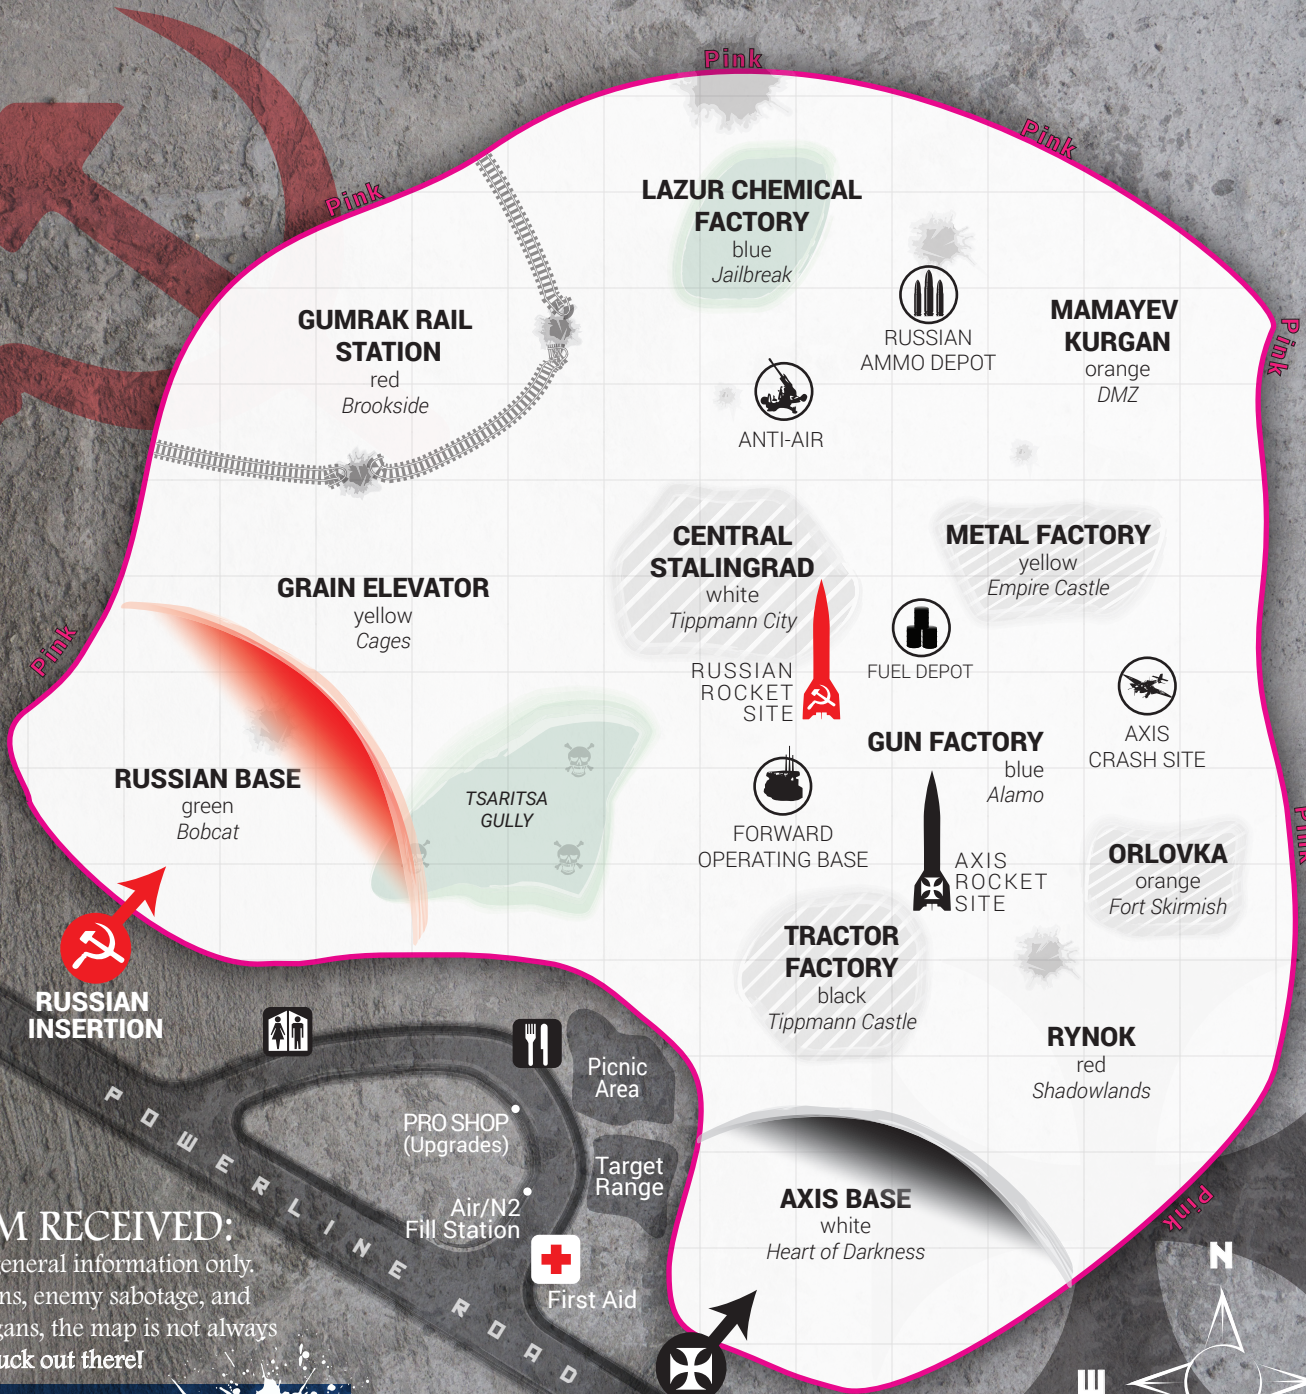 Pink
Pink
Pink
LAZUR CHEMICAL
FACTORY
blue
Jailbreak
GUMRAK RAIL
STATION
red
Brookside
RUSSIAN
AMMO DEPOT
MAMAYEV
KURGAN
orange
DMZ
Pink
ANTI-AIR
CENTRAL
STALINGRAD
white
Tippmann City
METAL FACTORY
yellow
Empire Castle
GRAIN ELEVATOR
yellow
Cages
Pink
RUSSIAN
ROCKET
SITE
FUEL DEPOT
AXIS
CRASH SITE
GUN FACTORY
blue
Alamo
RUSSIAN BASE
green
Bobcat
TSARITSA
GULLY
FORWARD
OPERATING BASE
Pink
AXIS
ROCKET
SITE
ORLOVKA
orange
Fort Skirmish
TRACTOR
FACTORY
black
Tippmann Castle
RUSSIAN
INSERTION
RYNOK
red
Shadowlands
Picnic
Area
PRO SHOP
(Upgrades)
POWERLINE ROAD
Target
Range
Air/N2
Fill Station
First Aid
AXIS BASE
white
Heart of Darkness
Pink
M RECEIVED:
general information only.
ns, enemy sabotage, and
gans, the map is not always
uck out there!
N